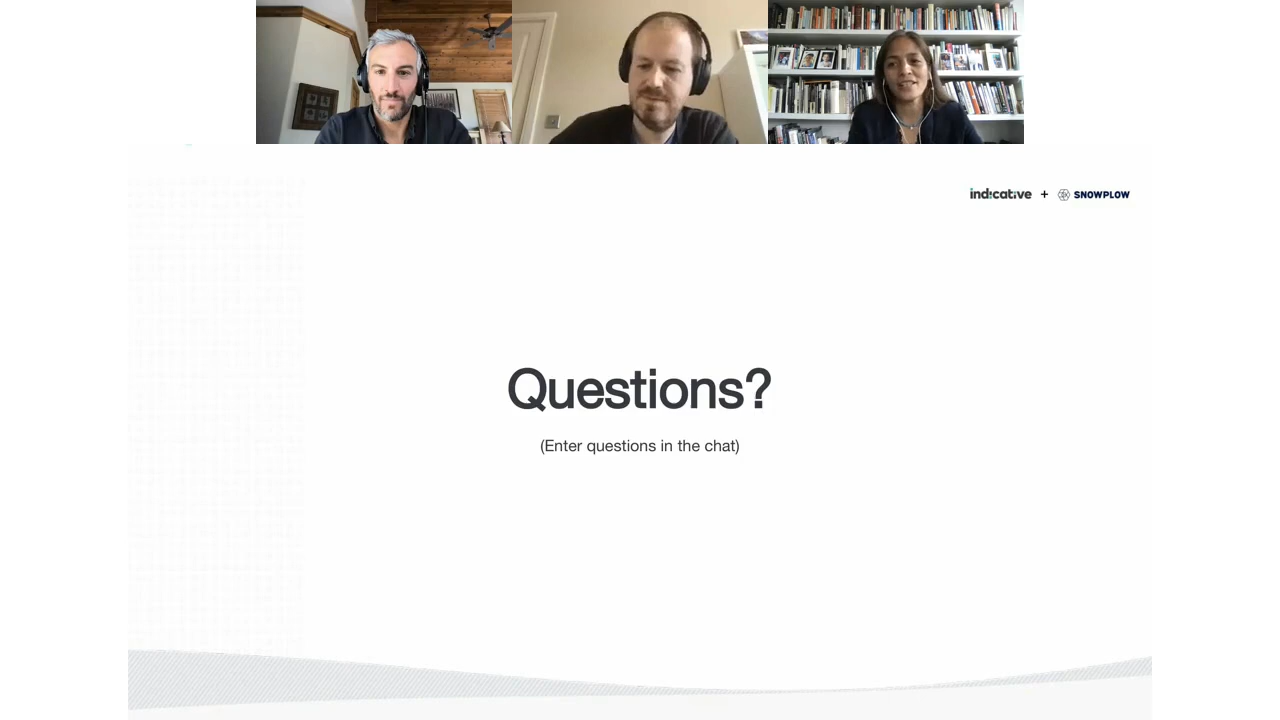 indicative + SNOWPLOW
Questions?
(Enter questions in the chat)